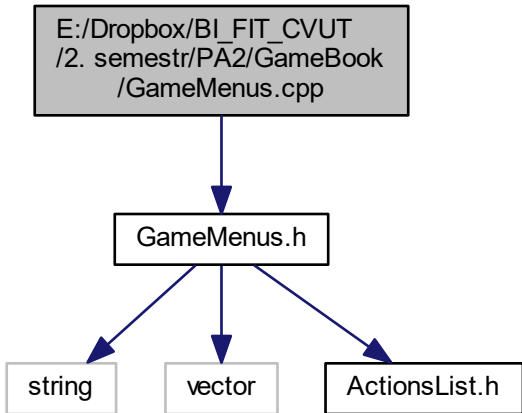 E:/Dropbox/BI_FIT_CVUT
/2. semestr/PA2/GameBook
/GameMenus.cpp
GameMenus.h
string
vector
ActionsList.h